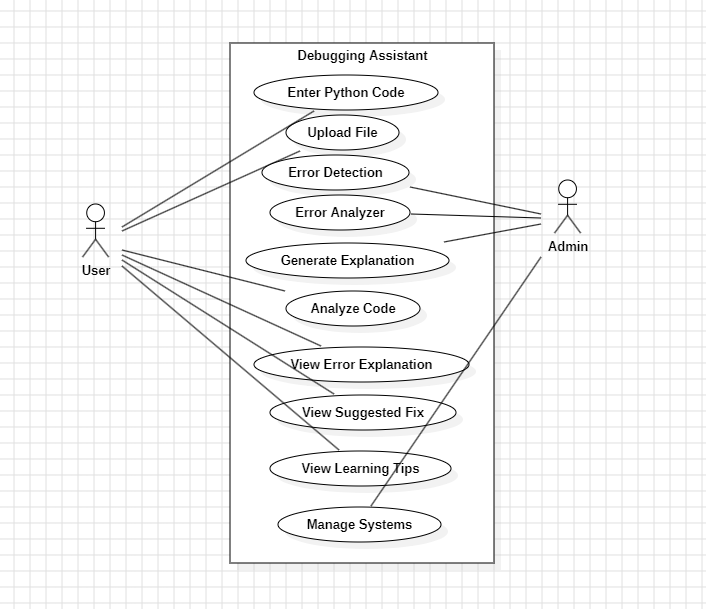 Debugging Assistant
Enter Python Code
Upload File
Error Detection
Error Analyzer
User
Admin
Generate Explanation
Analyze Code
View Error Explanation
View Suggested Fix
View Learning Tips
Manage Systems